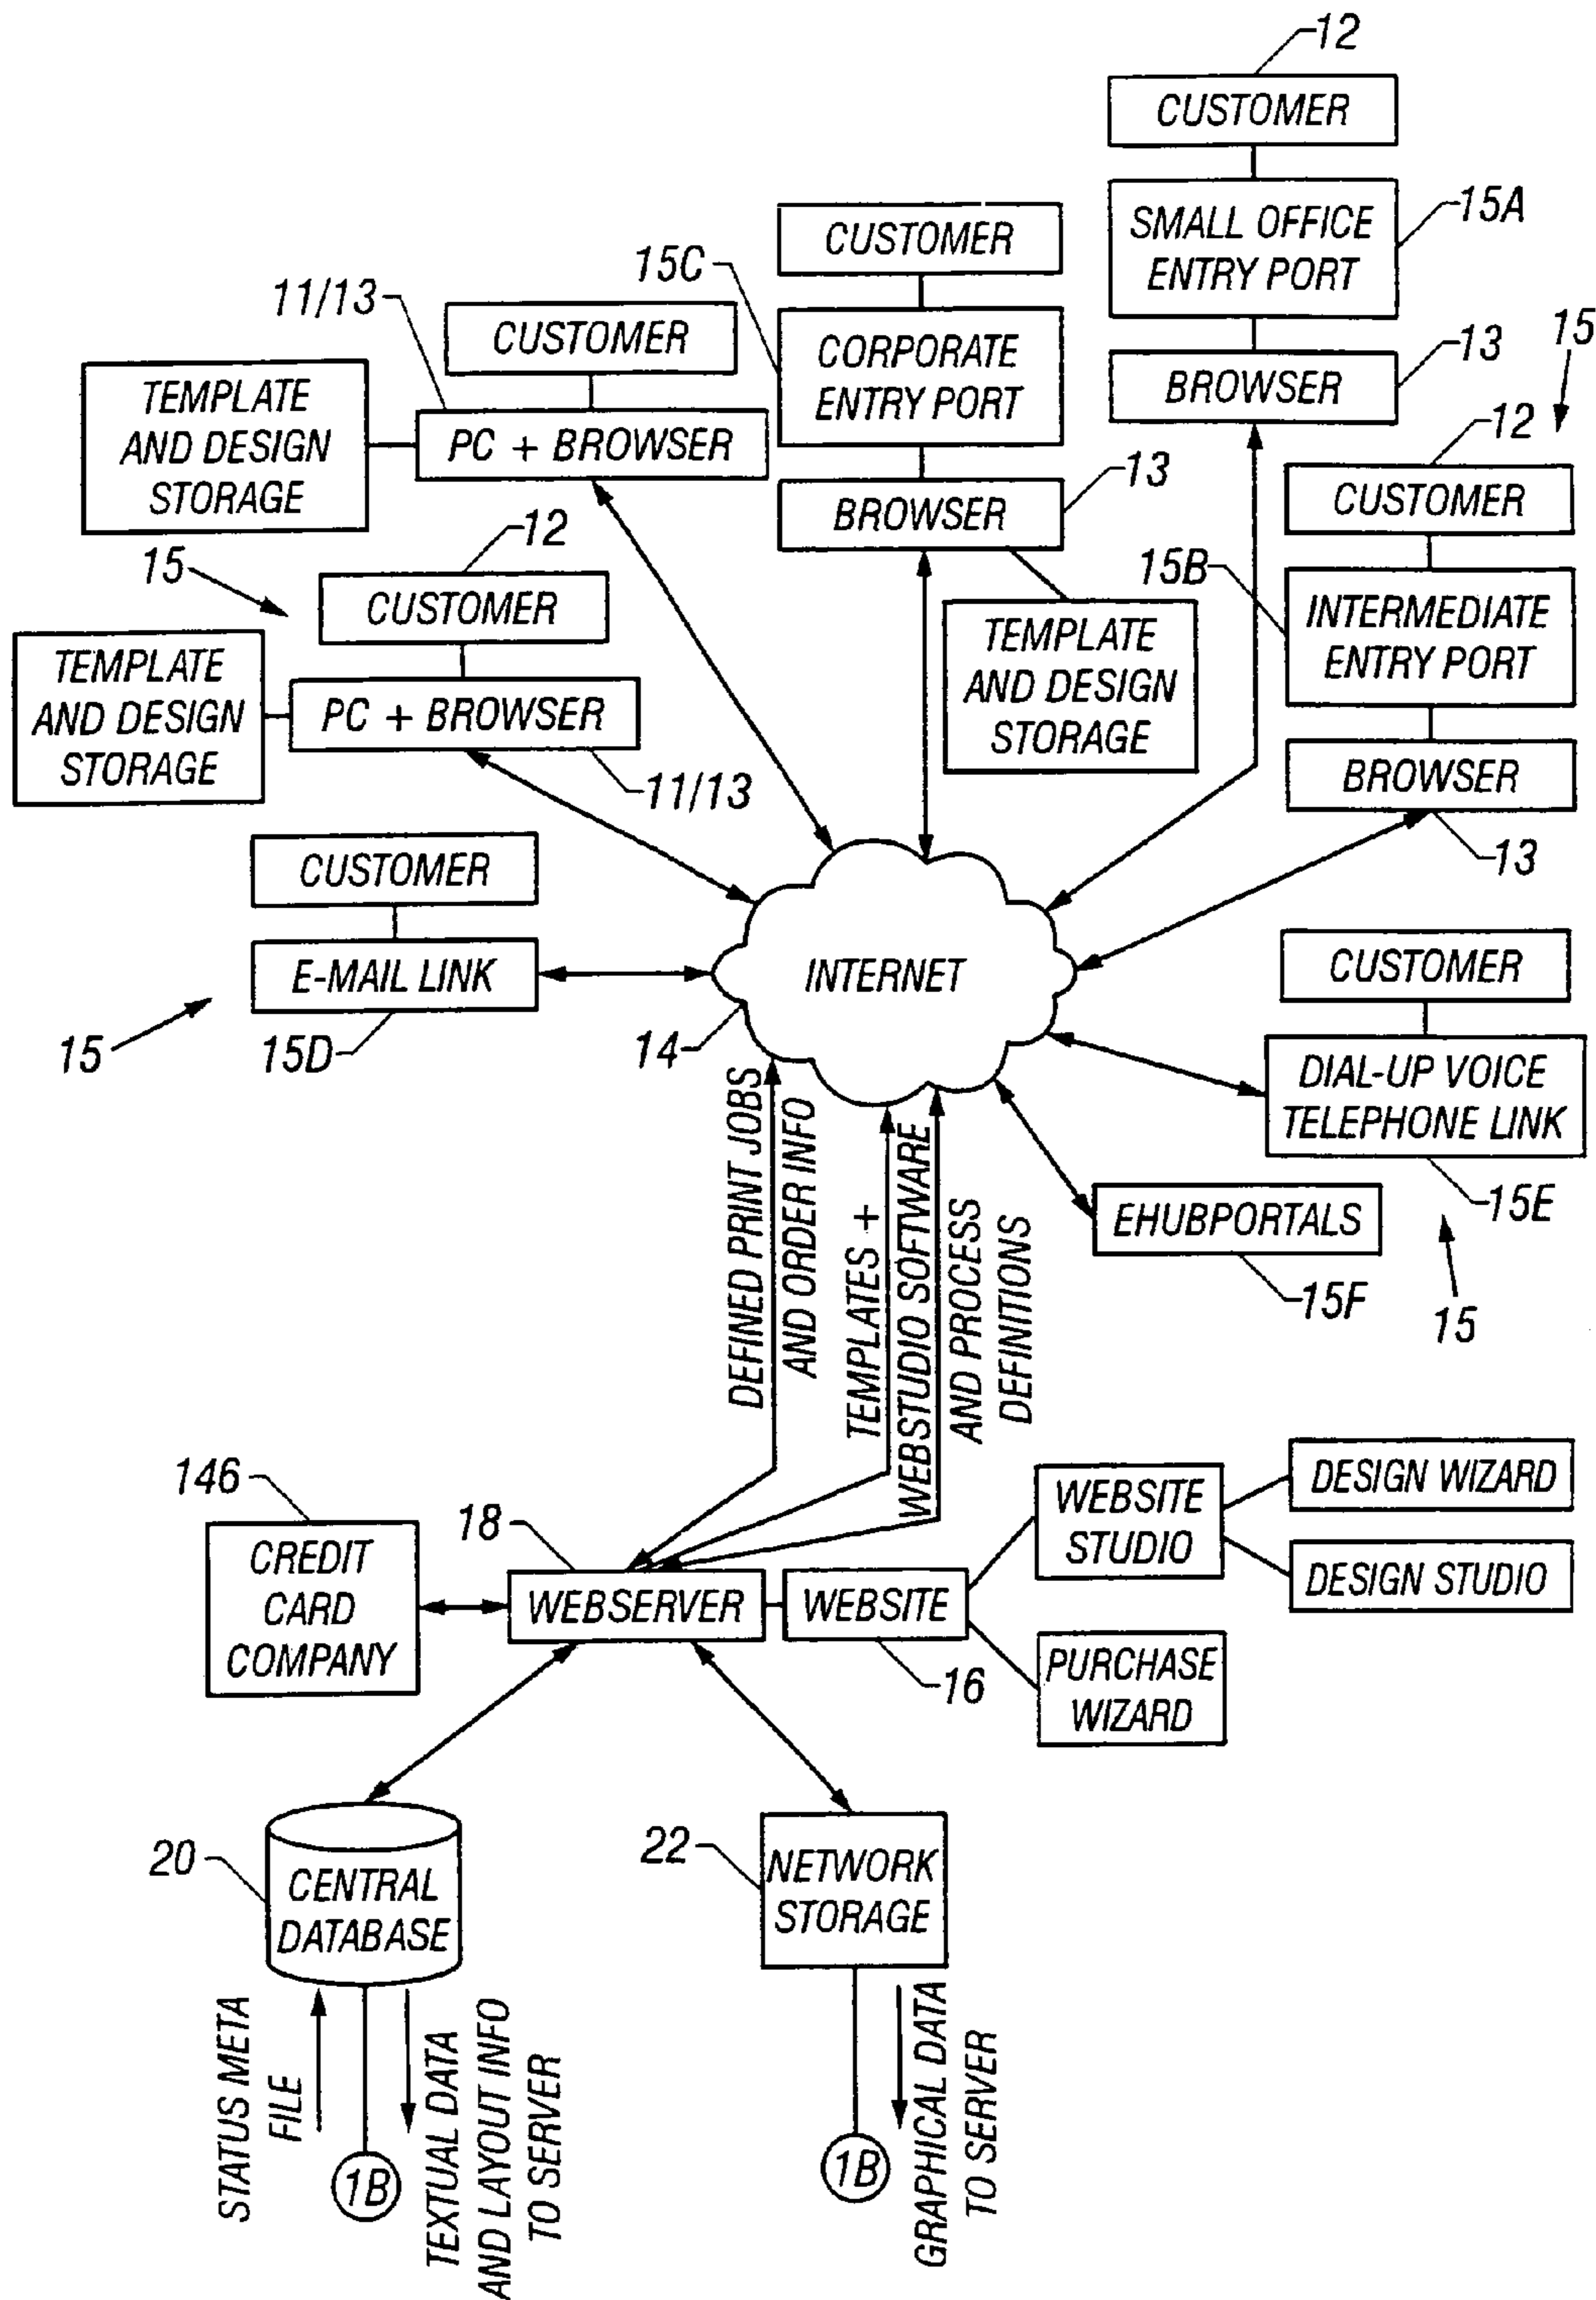 12
CUSTOMER
SMALL OFFICE
ENTRY PORT
15A
BROWSER
13
15
CUSTOMER
15C
CORPORATE
ENTRY PORT
BROWSER
13
TEMPLATE
AND DESIGN
STORAGE
11/13
CUSTOMER
PC + BROWSER
TEMPLATE
AND DESIGN
STORAGE
12
CUSTOMER
15B
INTERMEDIATE
ENTRY PORT
BROWSER
13
15
12
CUSTOMER
TEMPLATE
AND DESIGN
STORAGE
PC + BROWSER
11/13
CUSTOMER
E-MAIL LINK
15
15D
INTERNET
14
CUSTOMER
DIAL-UP VOICE
TELEPHONE LINK
15E
15
EHUBPORTALS
15F
DEFINED PRINT JOBS
AND ORDER INFO
TEMPLATES +
WEBSTUDIO SOFTWARE
AND PROCESS
DEFINITIONS
146
CREDIT
CARD
COMPANY
18
WEBSERVER
WEBSITE
16
WEBSITE
STUDIO
DESIGN WIZARD
DESIGN STUDIO
PURCHASE
WIZARD
20
CENTRAL
DATABASE
22
NETWORK
STORAGE
STATUS META
FILE
1B
TEXTUAL DATA
AND LAYOUT INFO
TO SERVER
1B
GRAPHICAL DATA
TO SERVER